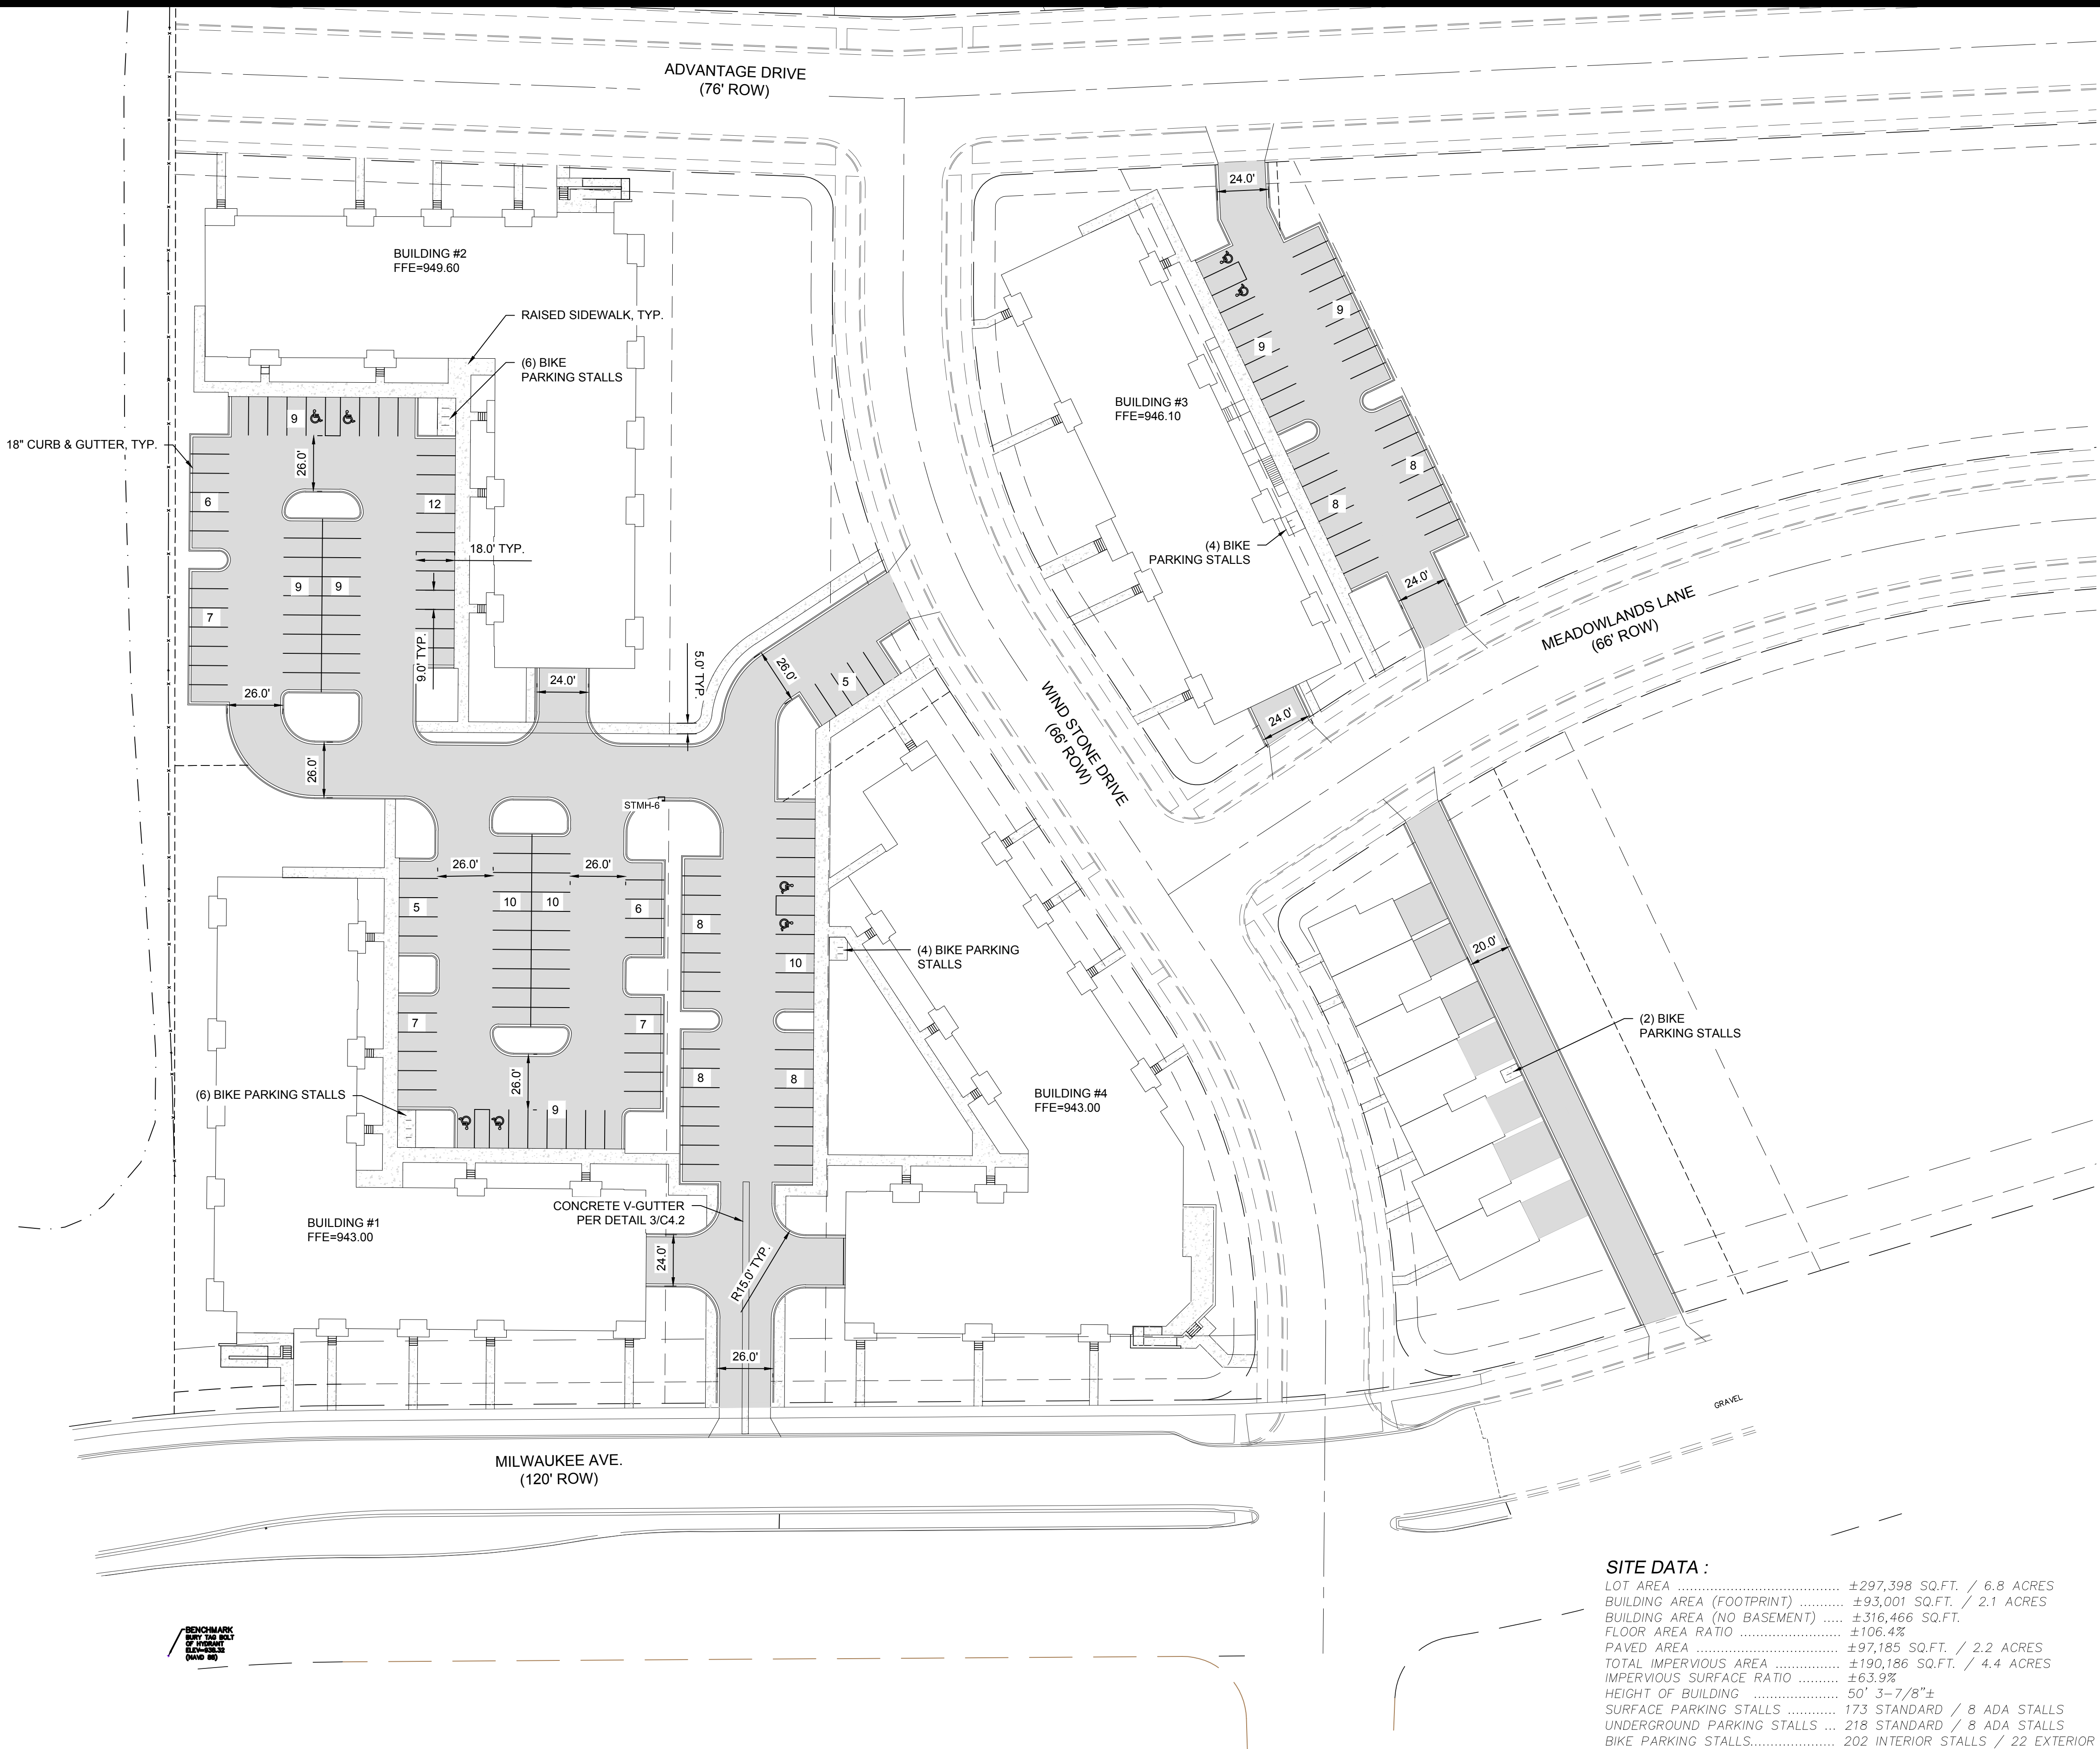 ADVANTAGE DRIVE
(76' ROW)
24.0'
BUILDING #2
FFE=949.60
RAISED SIDEWALK, TYP.
(6) BIKE
PARKING STALLS
9
9
BUILDING #3
FFE=946.10
9
18" CURB & GUTTER, TYP.
26.0'
6
12
8
8
18.0' TYP.
(4) BIKE
PARKING STALLS
9
9
24.0'
7
9.0' TYP.
MEADOWLANDS LANE
(66' ROW)
26.0'
24.0'
5.0' TYP.
26.0'
5
WIND STONE DRIVE
(66' ROW)
24.0'
26.0'
STMH-6
26.0'
26.0'
5
10
10
6
8
10
(4) BIKE PARKING
STALLS
20.0'
7
7
(2) BIKE
PARKING STALLS
26.0'
8
8
(6) BIKE PARKING STALLS
9
BUILDING #4
FFE=943.00
CONCRETE V-GUTTER
PER DETAIL 3/C4.2
BUILDING #1
FFE=943.00
24.0'
R15.0' TYP.
26.0'
GRAVEL
MILWAUKEE AVE.
(120' ROW)
BENCHMARK
BURY TAG BOLT
OF HYDRANT
ELEV=938.32
(NAVD 88)
SITE DATA :
LOT AREA ........................................ ±297,398 SQ.FT. / 6.8 ACRES
BUILDING AREA (FOOTPRINT) ........... ±93,001 SQ.FT. / 2.1 ACRES
BUILDING AREA (NO BASEMENT) ..... ±316,466 SQ.FT.
FLOOR AREA RATIO ......................... ±106.4%
PAVED AREA ................................... ±97,185 SQ.FT. / 2.2 ACRES
TOTAL IMPERVIOUS AREA ................ ±190,186 SQ.FT. / 4.4 ACRES
IMPERVIOUS SURFACE RATIO .......... ±63.9%
HEIGHT OF BUILDING ..................... 50' 3-7/8"±
SURFACE PARKING STALLS ............ 173 STANDARD / 8 ADA STALLS
UNDERGROUND PARKING STALLS ... 218 STANDARD / 8 ADA STALLS
BIKE PARKING STALLS..................... 202 INTERIOR STALLS / 22 EXTERIOR